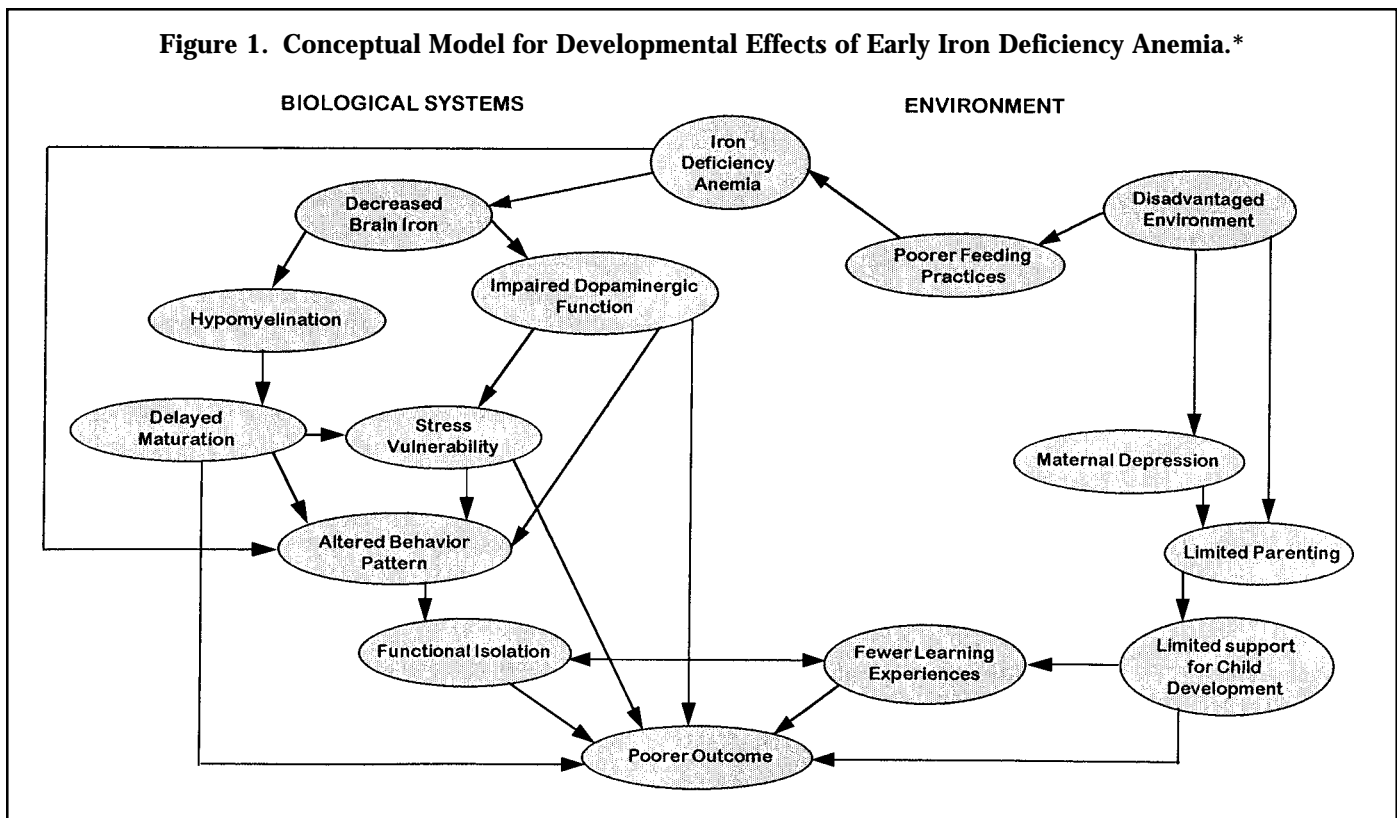 Figure 1. Conceptual Model for Developmental Effects of Early Iron Deficiency Anemia.*
BIOLOGICAL SYSTEMS
ENVIRONMENT
Iron
Deficiency
Anemia
Decreased
Brain Iron
Disadvantaged
Environment
Poorer Feeding
Practices
Impaired Dopaminergic
Function
Hypomyelination
Delayed
Maturation
Stress
Vulnerability
Maternal Depression
Altered Behavior
Pattern
Limited Parenting
Functional Isolation
Fewer Learning
Experiences
Limited support
for Child
Development
Poorer Outcome